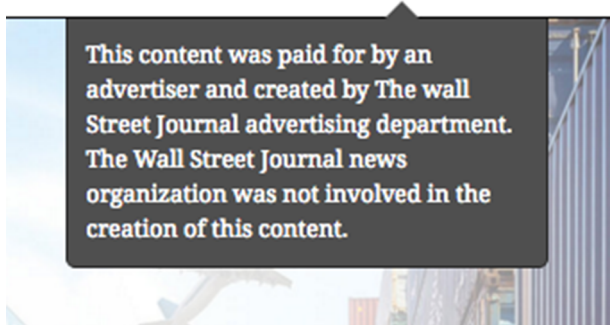 This content was paid for by an
advertiser and created by The wall
Street Journal advertising department.
The Wall Street Journal news
organization was not involved in the
creation of this content.